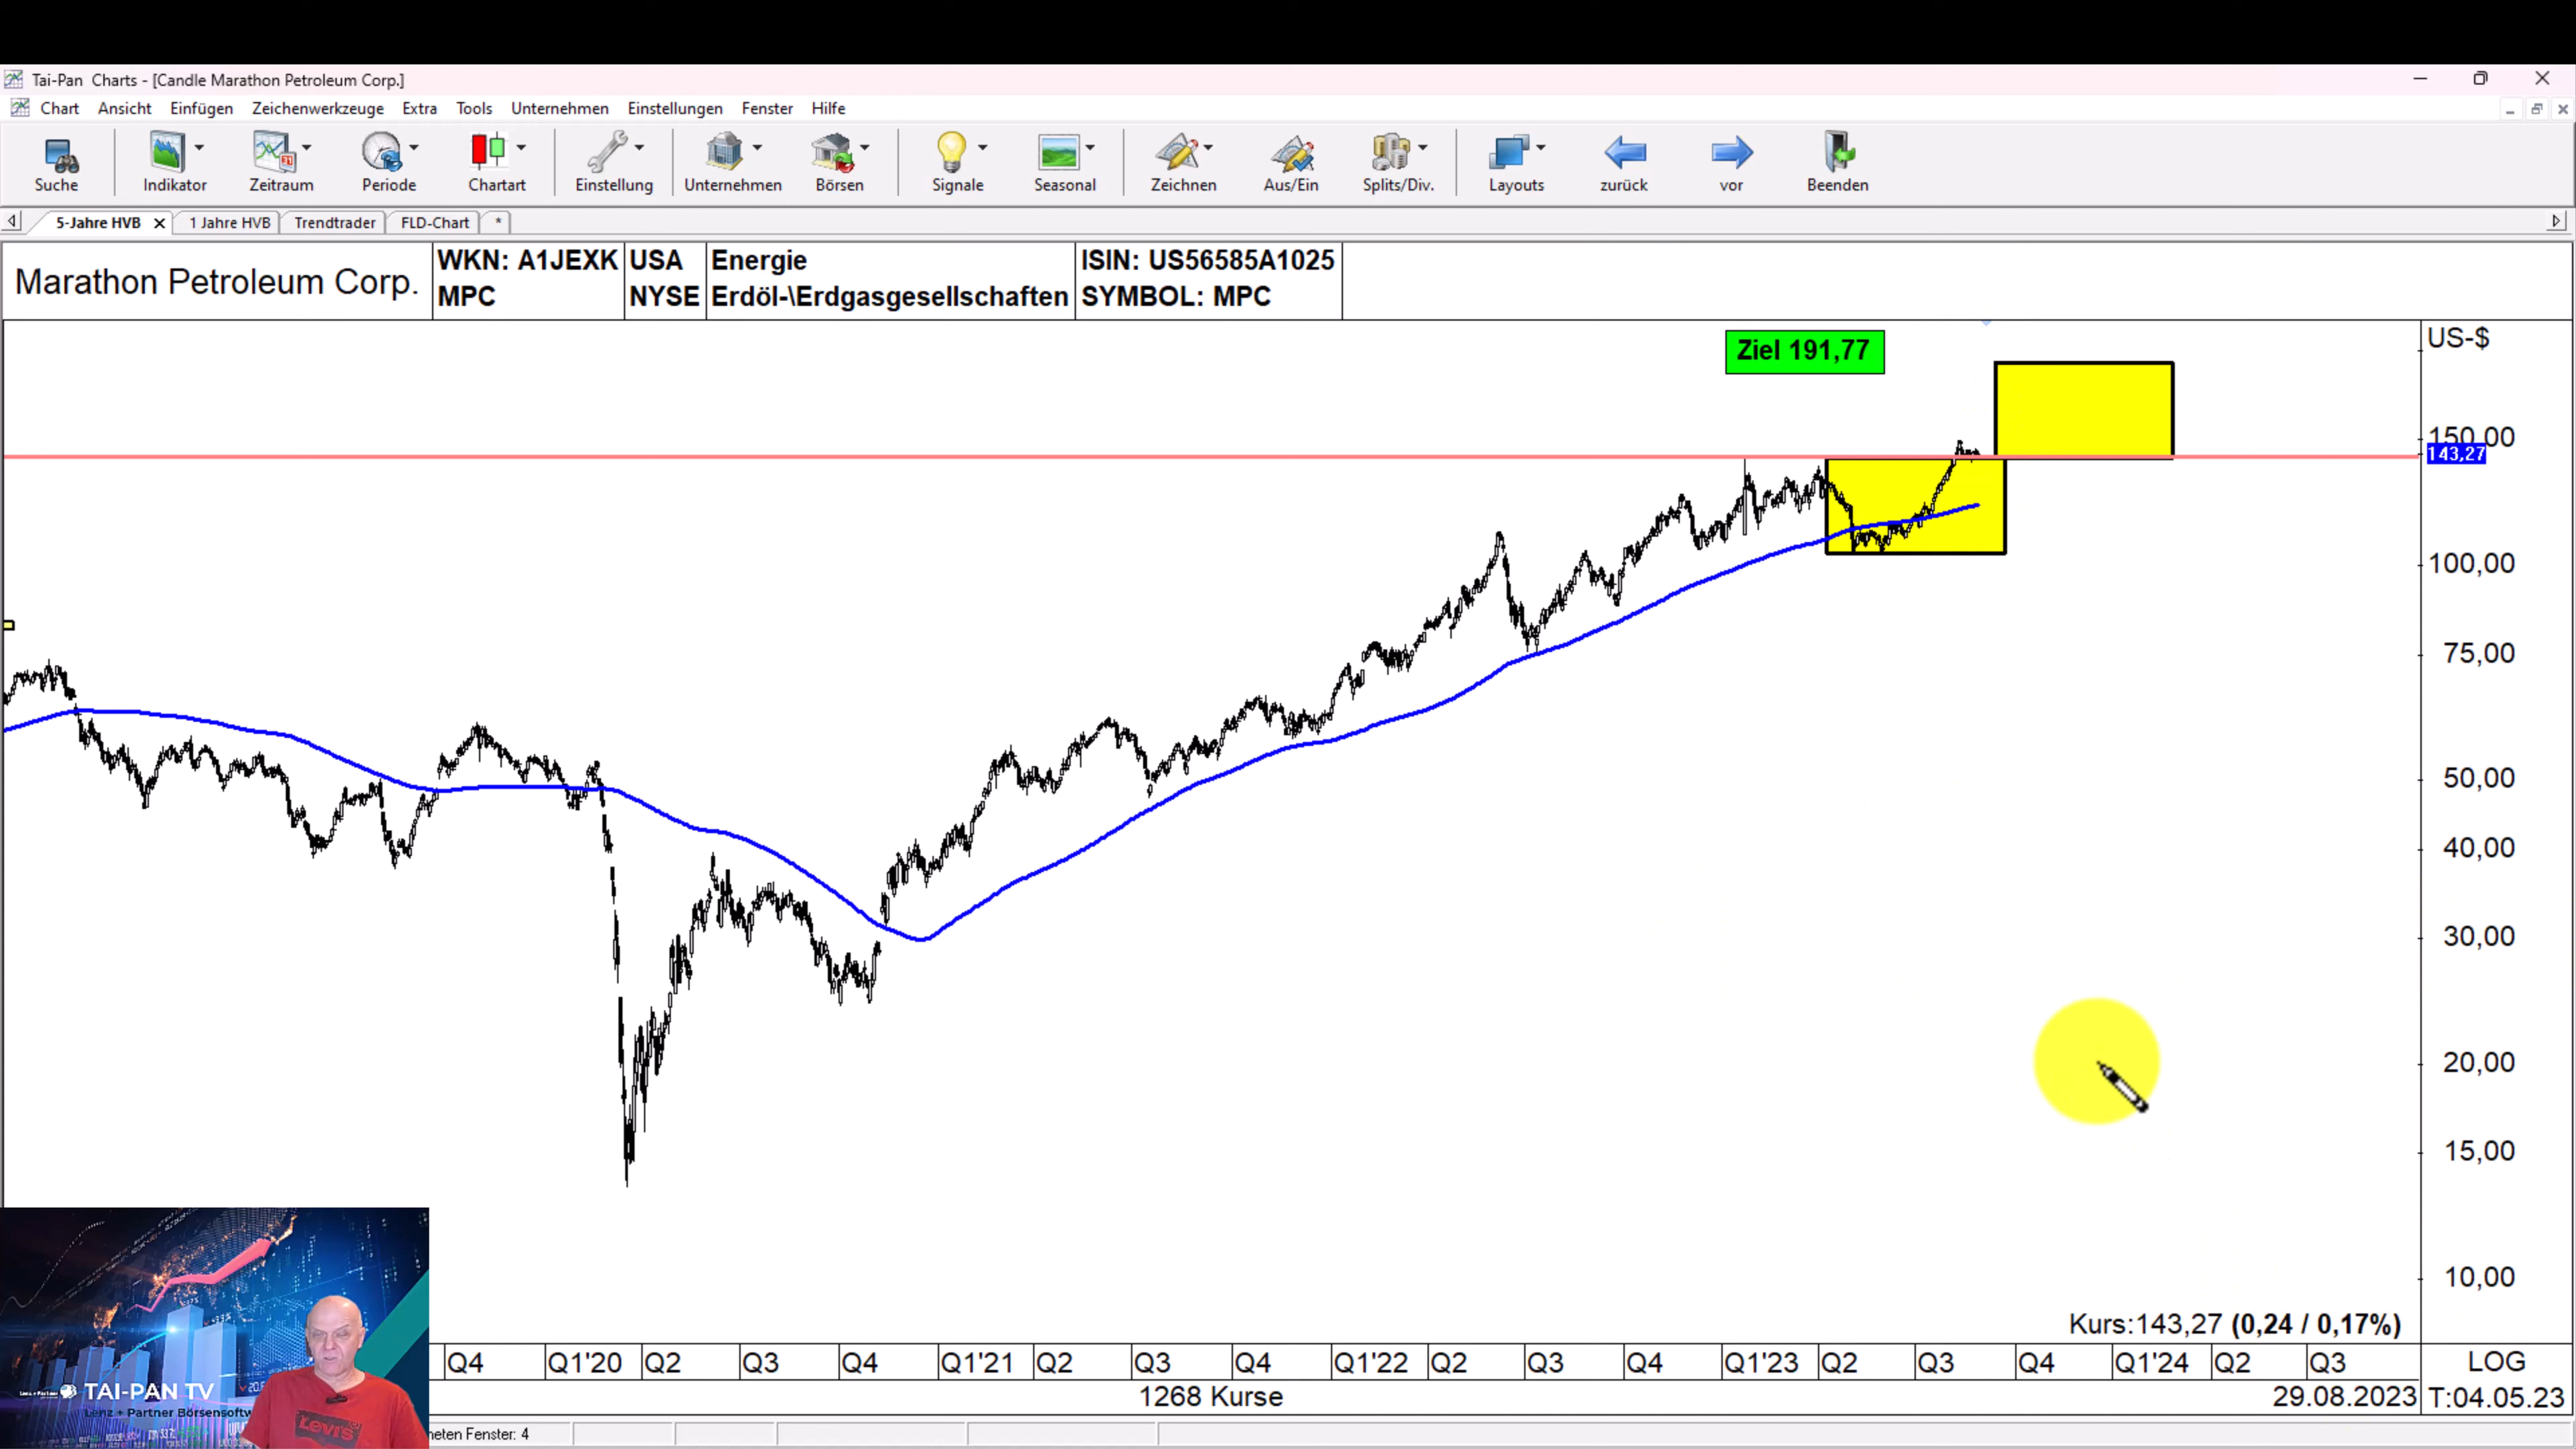 Tai-Pan Charts - [Candle Marathon Petroleum Corp.]
Chart Ansicht Einfügen Zeichenwerkzeuge Extra Tools Unternehmen Einstellungen Fenster Hilfe
Suche Indikator Zeitraum Periode Chartart Einstellung Unternehmen Börsen Signale Seasonal Zeichnen Aus/Ein Splits/Div. Layouts zurück vor Beenden
5-Jahre HVB 1 Jahre HVB Trendtrader FLD-Chart *
Marathon Petroleum Corp.
WKN: A1JEXK USA Energie ISIN: US56585A1025
MPC NYSE Erdöl-\Erdgasgesellschaften SYMBOL: MPC
US-$
Ziel 191,77
150,00
143,27
100,00
75,00
50,00
40,00
30,00
20,00
15,00
10,00
Kurs:143,27 (0,24 / 0,17%)
Q4 Q1'20 Q2 Q3 Q4 Q1'21 Q2 Q3 Q4 Q1'22 Q2 Q3 Q4 Q1'23 Q2 Q3 Q4 Q1'24 Q2 Q3 LOG
1268 Kurse 29.08.2023 T:04.05.23
TAI-PAN TV
Lenz + Partner Börsensoftw
Levi's
neten Fenster: 4